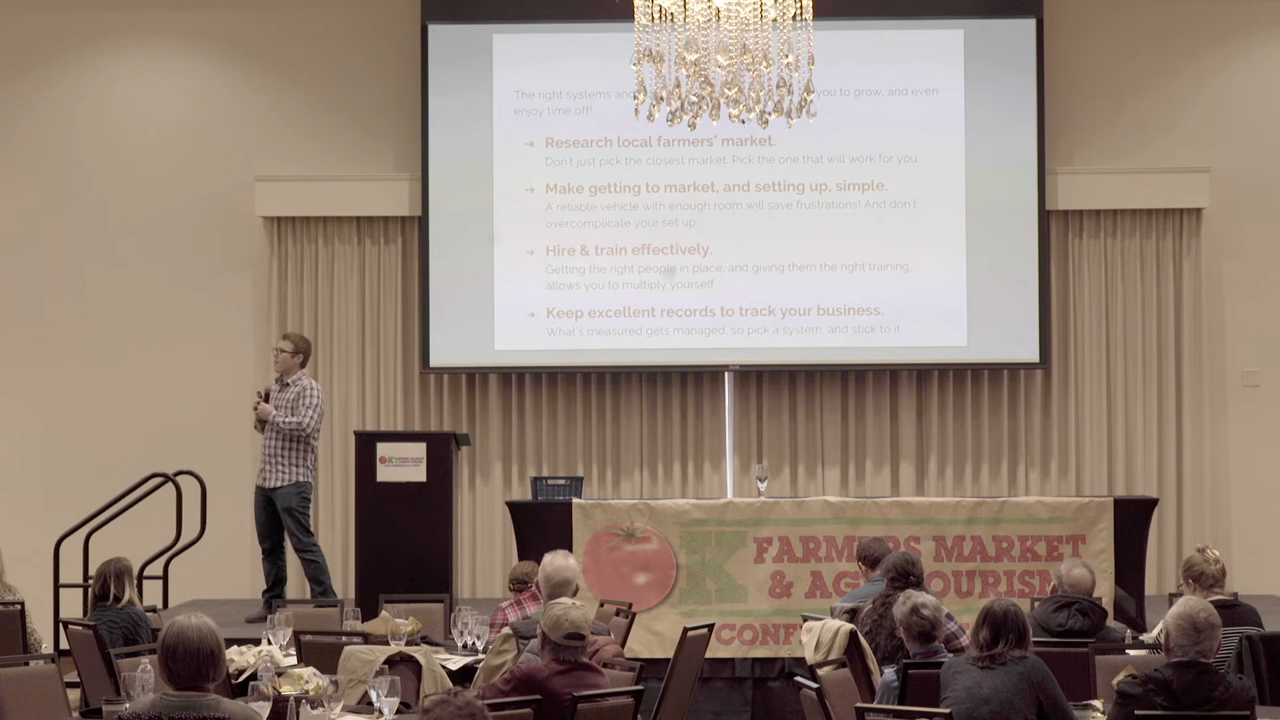 The right systems and you to grow, and even
enjoy time off!
→ Research local farmers' market.
Don't just pick the closest market. Pick the one that will work for you
→ Make getting to market, and setting up, simple.
A reliable vehicle with enough room will save frustrations! And don't
overcomplicate your set up.
→ Hire & train effectively.
Getting the right people in place, and giving them the right training,
allows you to multiply yourself
→ Keep excellent records to track your business.
What's measured gets managed, so pick a system, and stick to it
K FARMERS MARKET
& AGRITOURISM
K FARMERS MARKET
& AG OURISM
CONF